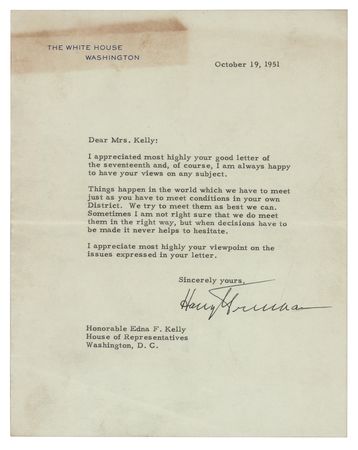 THE WHITE HOUSE
WASHINGTON
October 19, 1951
Dear Mrs. Kelly:
I appreciated most highly your good letter of
the seventeenth and, of course, I am always happy
to have your views on any subject.
Things happen in the world which we have to meet
just as you have to meet conditions in your own
District. We try to meet them as best we can.
Sometimes I am not right sure that we do meet
them in the right way, but when decisions have to
be made it never helps to hesitate.
I appreciate most highly your viewpoint on the
issues expressed in your letter.
Sincerely yours,
Harry Truman
Honorable Edna F. Kelly
House of Representatives
Washington, D. C.